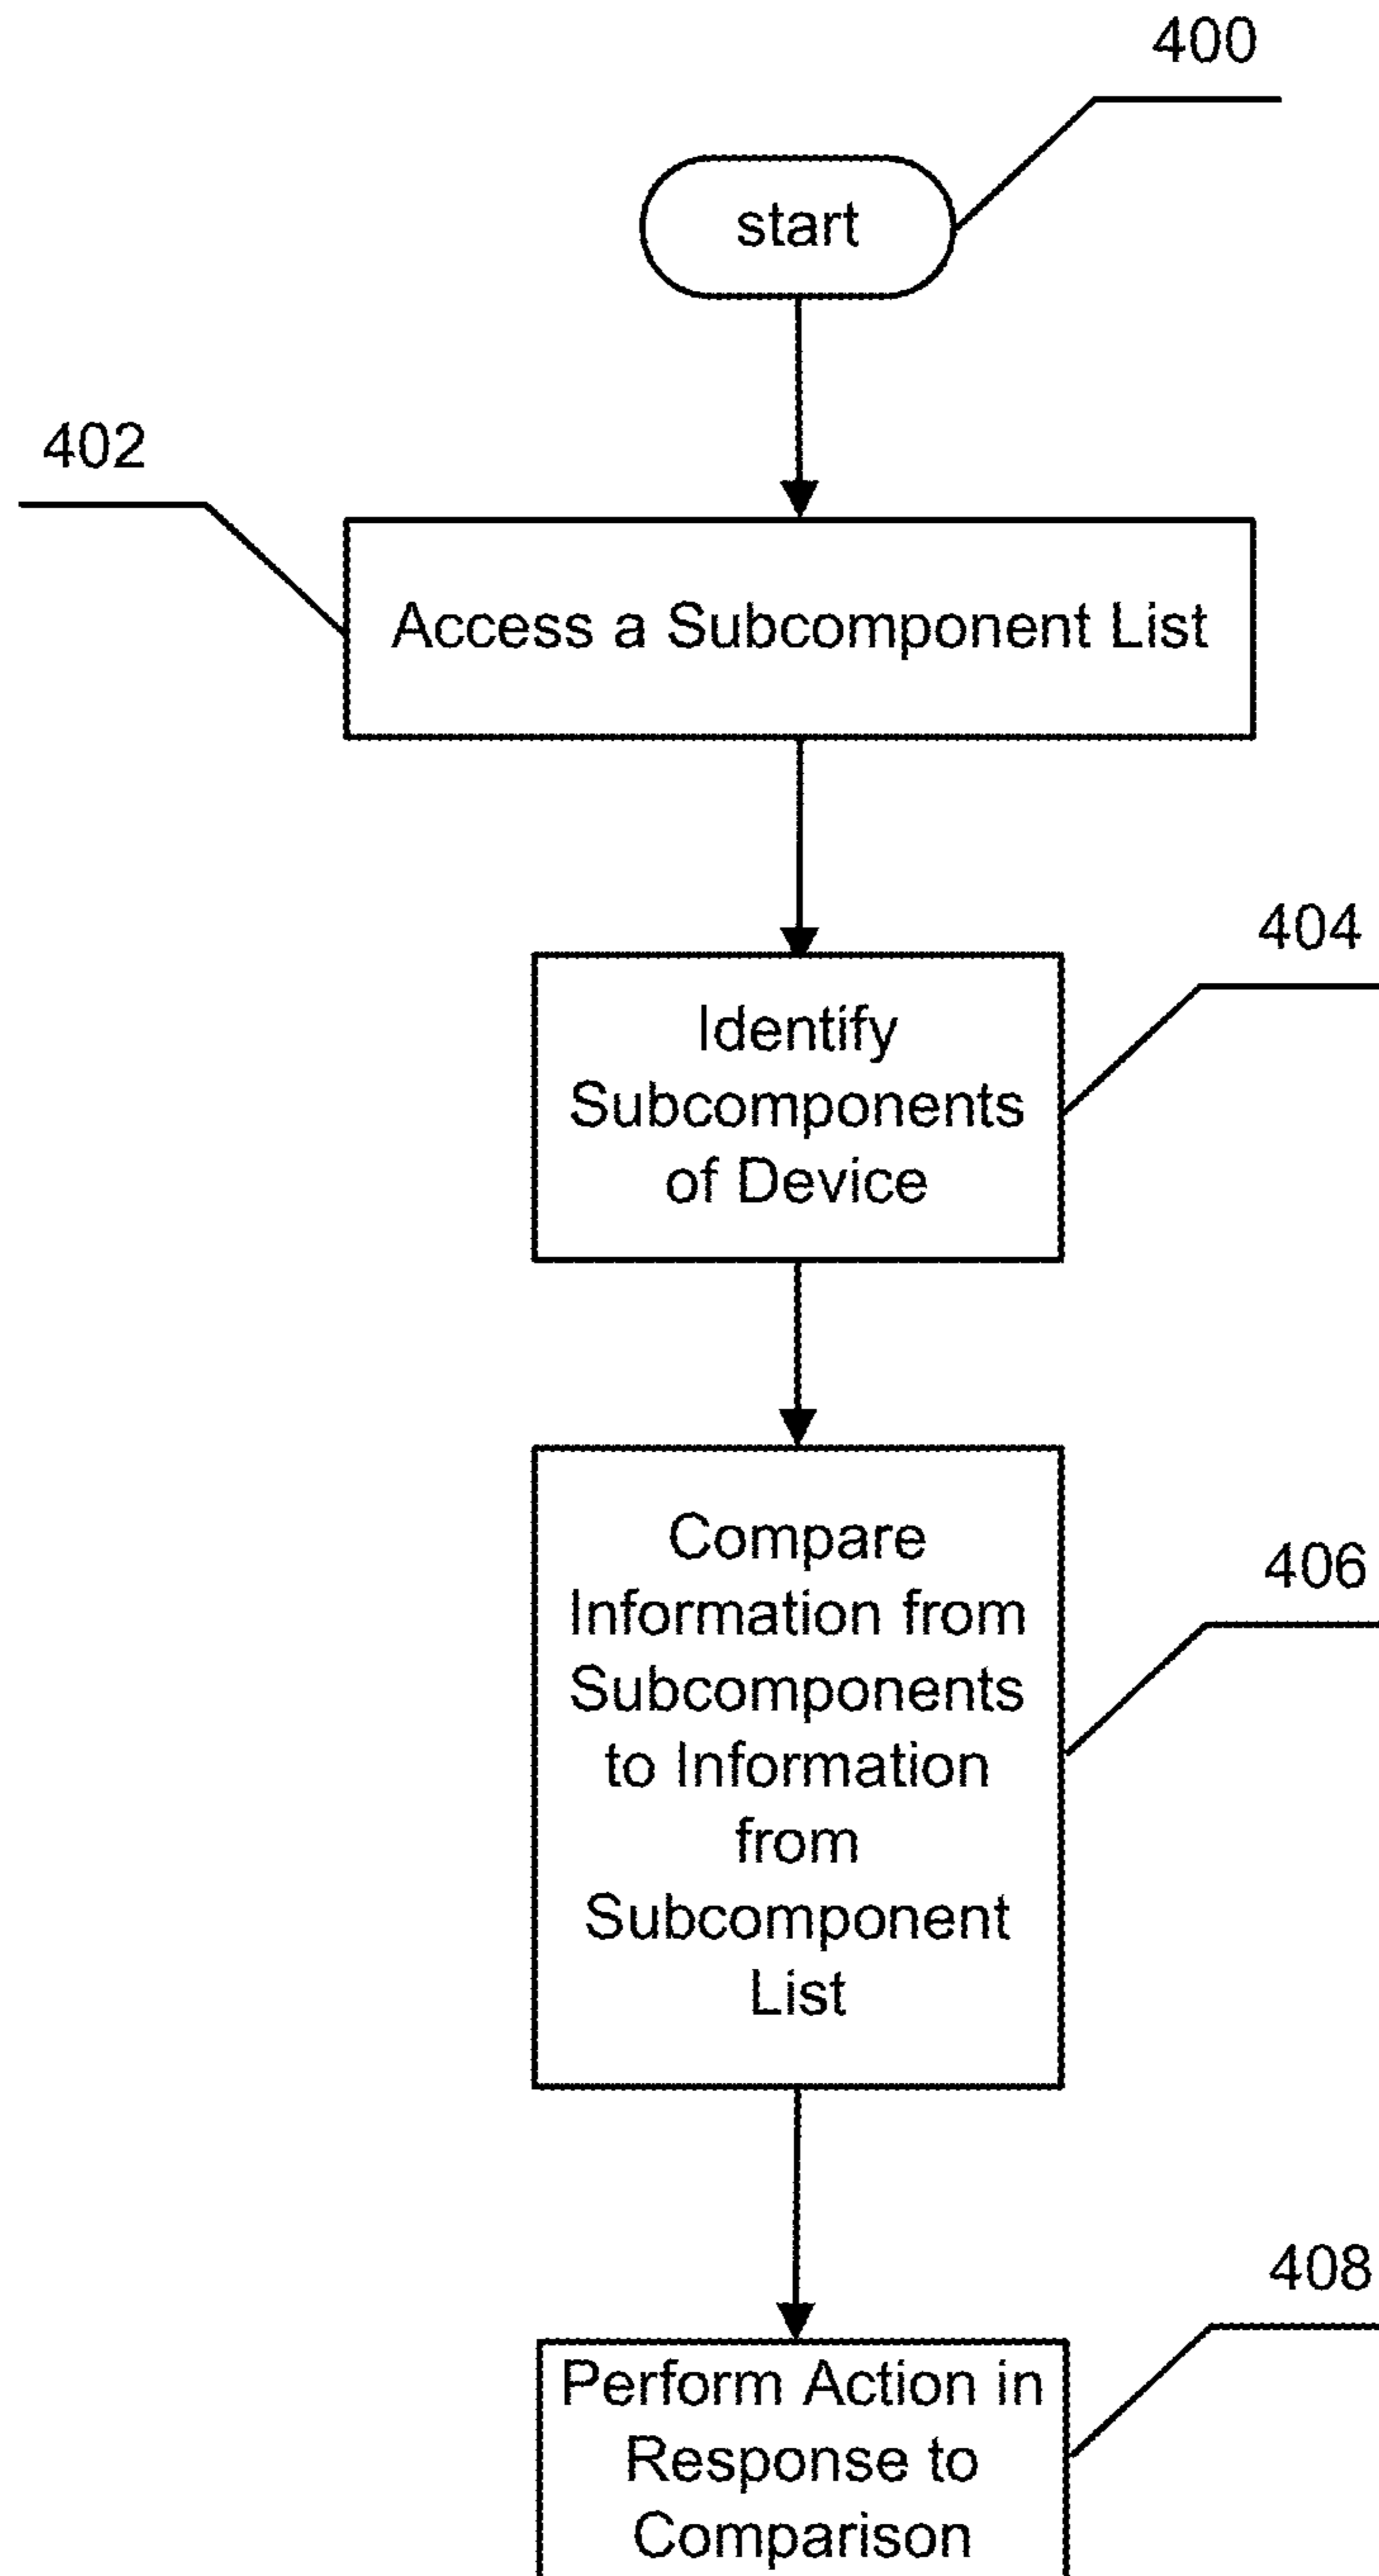 400
start
402
Access a Subcomponent List
404
Identify
Subcomponents
of Device
406
Compare
Information from
Subcomponents
to Information
from
Subcomponent
List
408
Perform Action in
Response to
Comparison